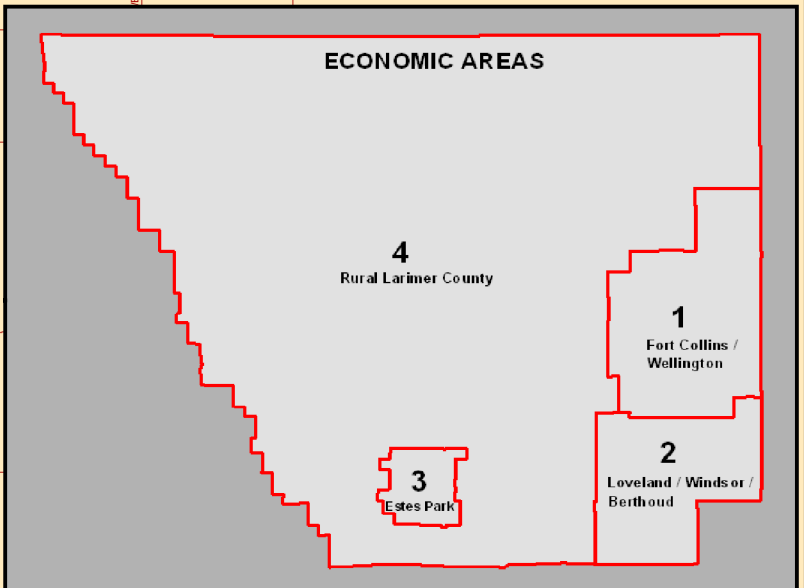 ECONOMIC AREAS
4
Rural Larimer County
1
Fort Collins /
Wellington
2
Loveland / Windsor /
Berthoud
3
Estes Park